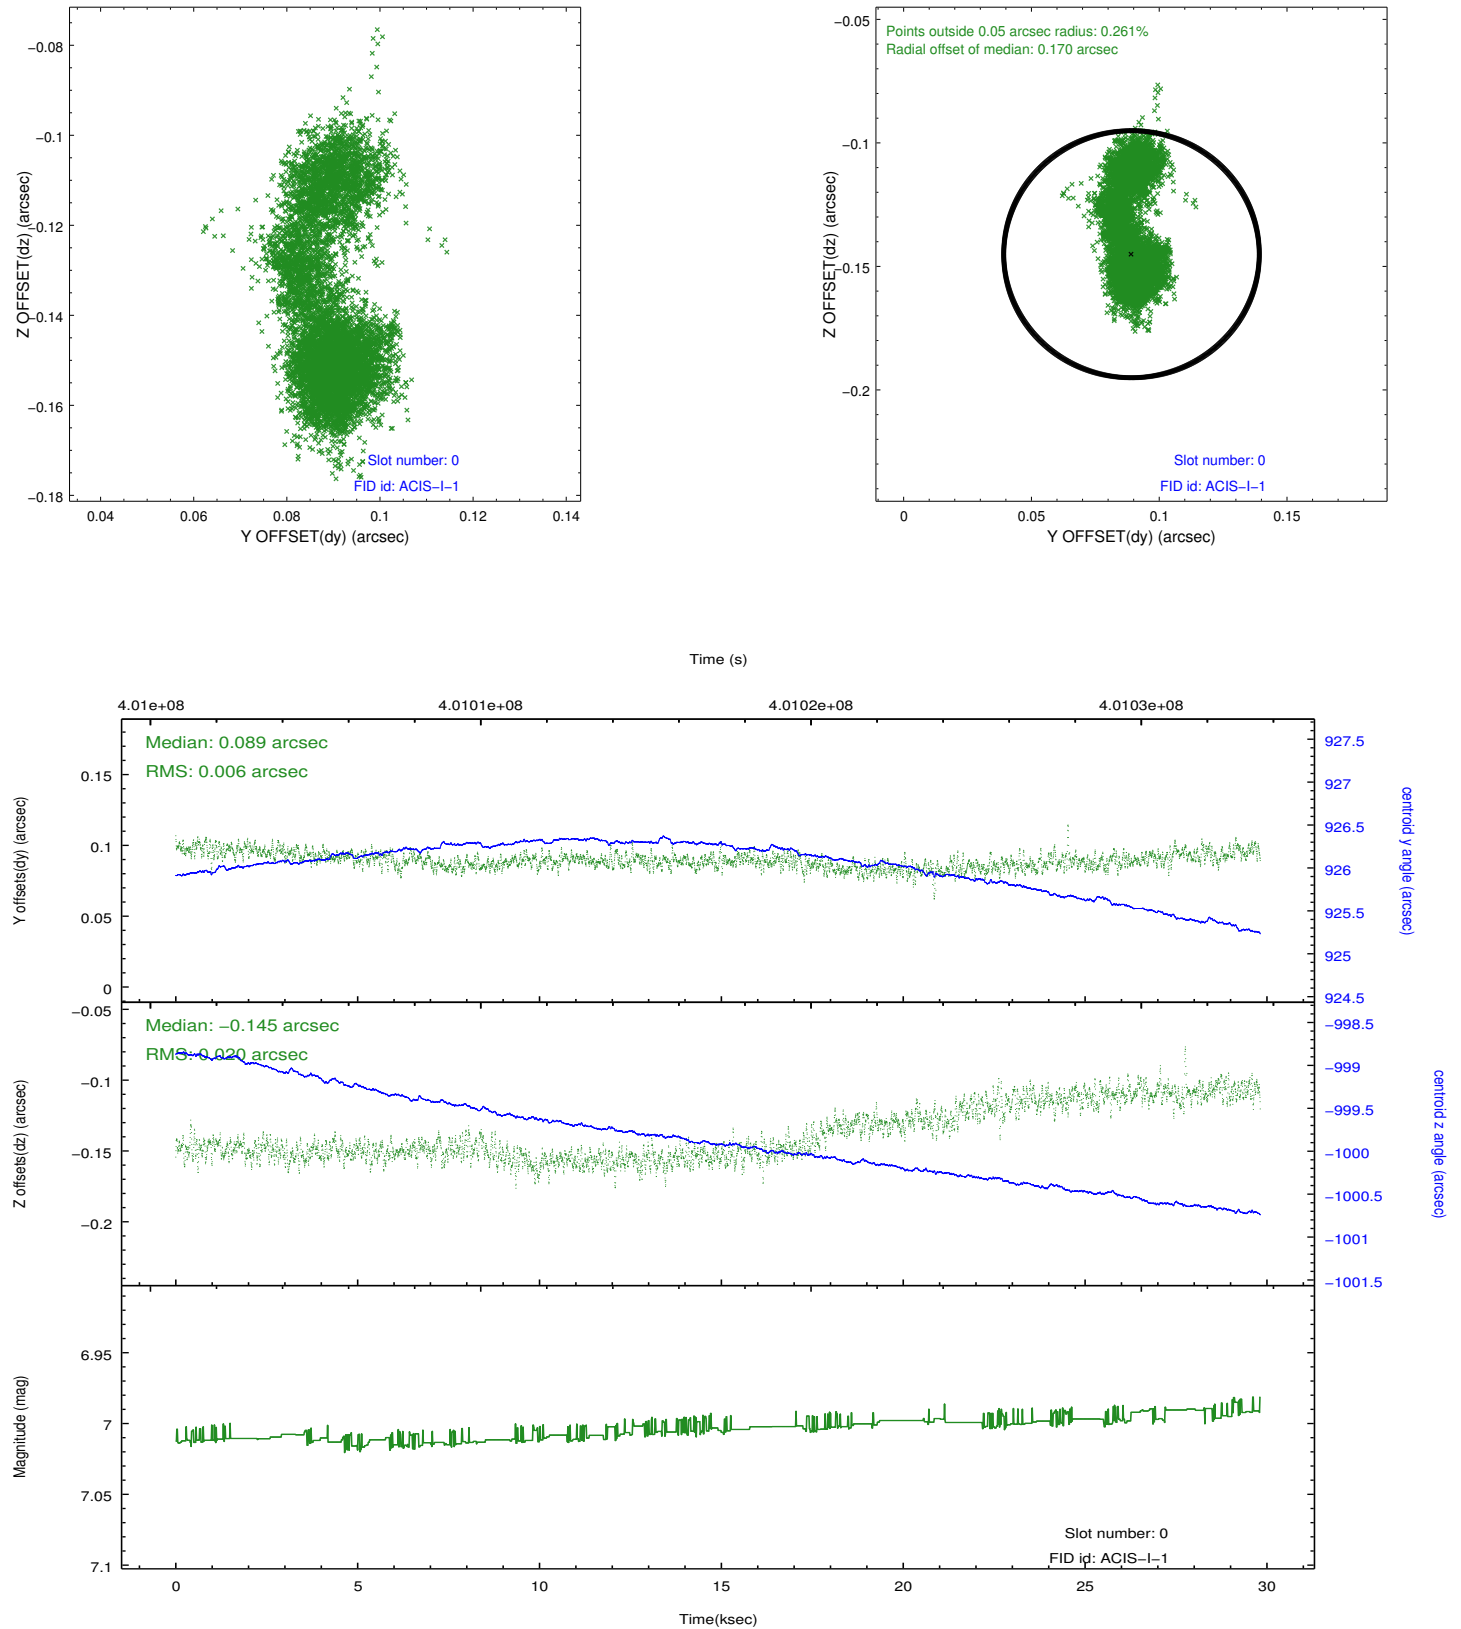 −0.08
−0.1
−0.12
−0.14
−0.16
−0.18
Z OFFSET(dz) (arcsec)
0.04 0.06 0.08 0.1 0.12 0.14
Y OFFSET(dy) (arcsec)
Slot number: 0
FID id: ACIS−I−1
Points outside 0.05 arcsec radius: 0.261%
Radial offset of median: 0.170 arcsec
−0.05
−0.1
−0.15
−0.2
Z OFFSET(dz) (arcsec)
0 0.05 0.1 0.15
Y OFFSET(dy) (arcsec)
Slot number: 0
FID id: ACIS−I−1
Time (s)
4.01e+08 4.0101e+08 4.0102e+08 4.0103e+08
Median: 0.089 arcsec
RMS: 0.006 arcsec
0.15
0.1
0.05
0
Y offsets(dy) (arcsec)
927.5
927
926.5
926
925.5
925
924.5
centroid y angle (arcsec)
Median: −0.145 arcsec
RMS: 0.020 arcsec
−0.05
−0.1
−0.15
−0.2
Z offsets(dz) (arcsec)
−998.5
−999
−999.5
−1000
−1000.5
−1001
−1001.5
centroid z angle (arcsec)
6.95
7
7.05
7.1
Magnitude (mag)
Slot number: 0
FID id: ACIS−I−1
0 5 10 15 20 25 30
Time(ksec)